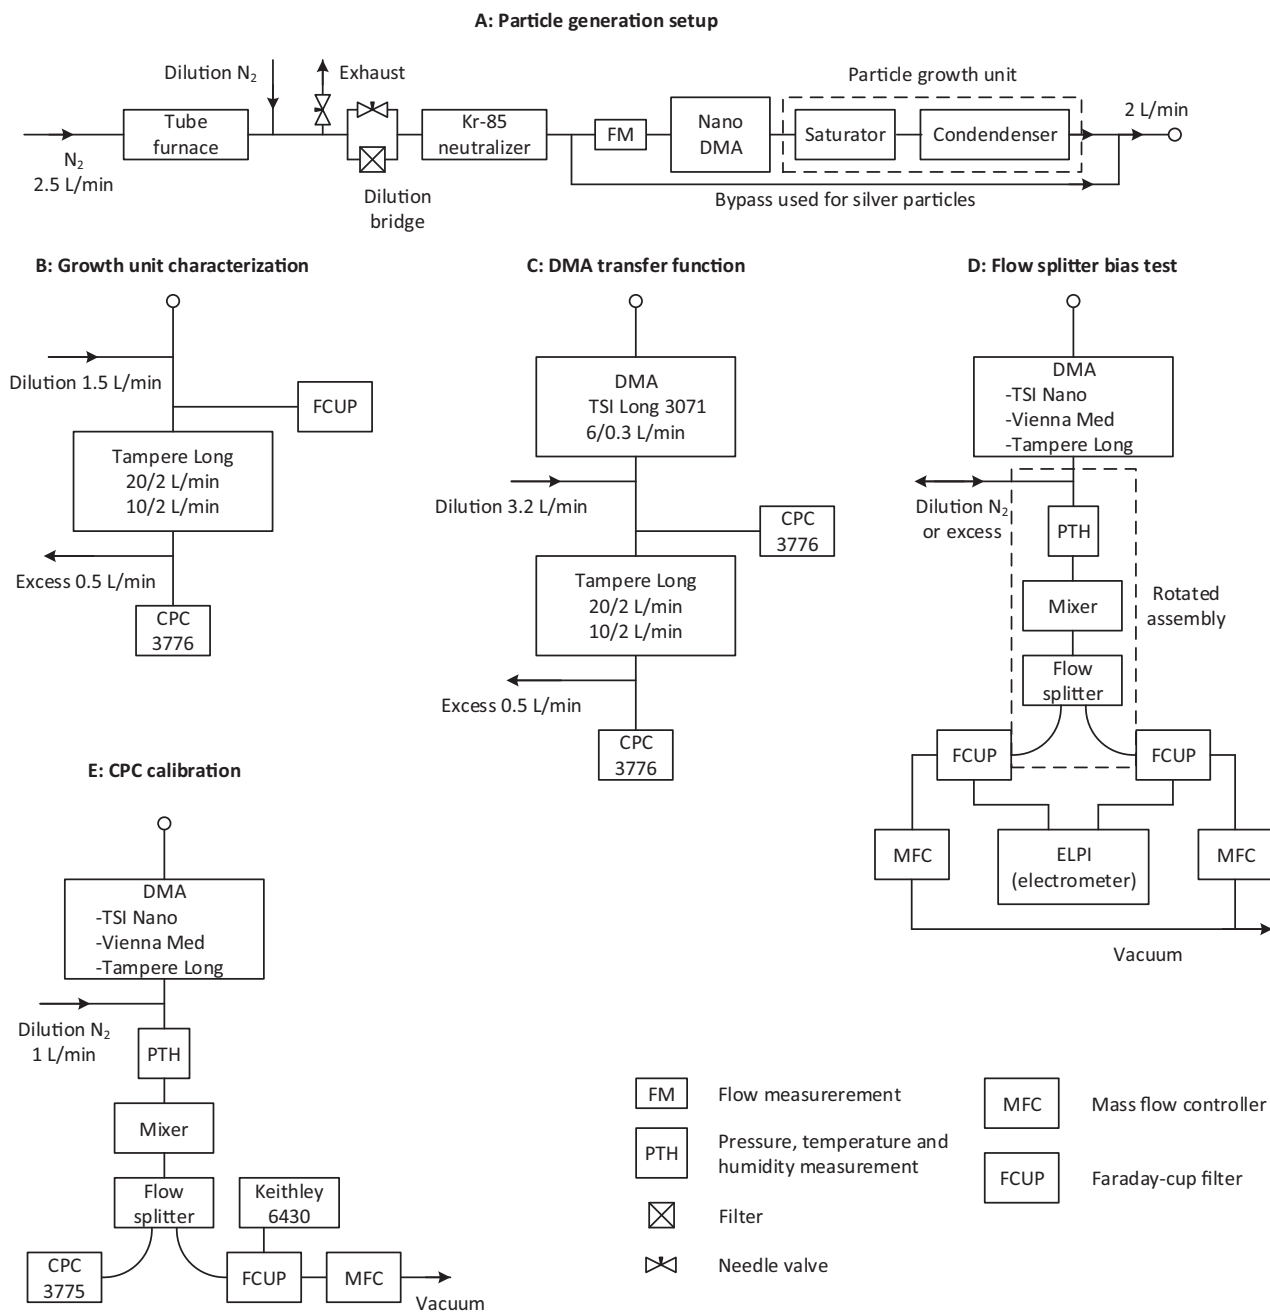 A: Particle generation setup
Dilution N₂
Exhaust
Particle growth unit
Tube
furnace
Kr-85
neutralizer
FM
Nano
DMA
Saturator
Condendenser
2 L/min
N₂
2.5 L/min
Dilution
bridge
Bypass used for silver particles
B: Growth unit characterization
Dilution 1.5 L/min
FCUP
Tampere Long
20/2 L/min
10/2 L/min
Excess 0.5 L/min
CPC
3776
C: DMA transfer function
DMA
TSI Long 3071
6/0.3 L/min
Dilution 3.2 L/min
CPC
3776
Tampere Long
20/2 L/min
10/2 L/min
Excess 0.5 L/min
CPC
3776
D: Flow splitter bias test
DMA
-TSI Nano
-Vienna Med
-Tampere Long
Dilution N₂
or excess
PTH
Mixer
Rotated
assembly
Flow
splitter
FCUP
FCUP
MFC
ELPI
(electrometer)
MFC
Vacuum
E: CPC calibration
DMA
-TSI Nano
-Vienna Med
-Tampere Long
Dilution N₂
1 L/min
PTH
Mixer
Flow
splitter
Keithley
6430
CPC
3775
FCUP
MFC
Vacuum
FM
Flow measurerement
PTH
Pressure, temperature and
humidity measurement
Filter
Needle valve
MFC
Mass flow controller
FCUP
Faraday-cup filter